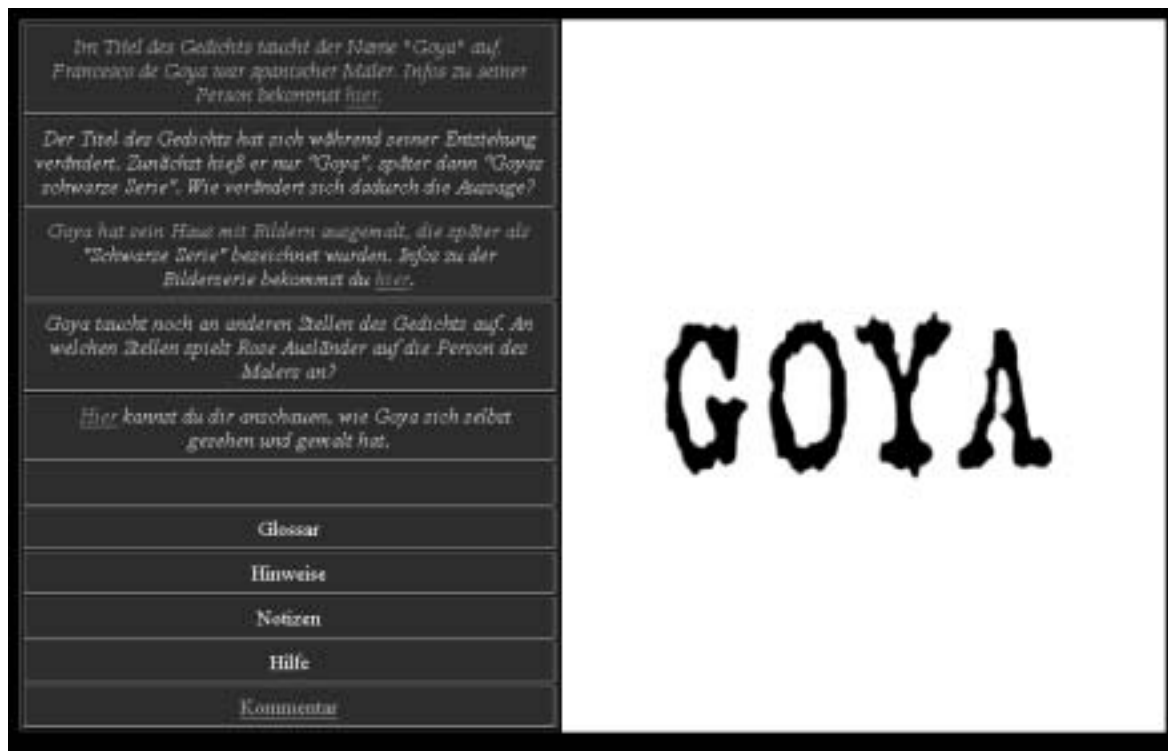 Im Titel des Gedichts taucht der Name "Goya" auf.
Francesco de Goya war spanischer Maler. Infos zu seiner
Person bekommst hier.
Der Titel des Gedichts hat sich während seiner Entstehung
verändert. Zunächst hieß er nur "Goya", später dann "Goyas
schwarze Serie". Wie verändert sich dadurch die Aussage?
Goya hat sein Haus mit Bildern ausgemalt, die später als
"Schwarze Serie" bezeichnet wurden. Infos zu der
Bilderserie bekommst du hier.
Goya taucht noch an anderen Stellen des Gedichts auf. An
welchen Stellen spielt Rose Ausländer auf die Person des
Malers an?
Hier kannst du dir anschauen, wie Goya sich selbst
gesehen und gemalt hat.
Glossar
Hinweise
Notizen
Hilfe
Kommentar
GOYA